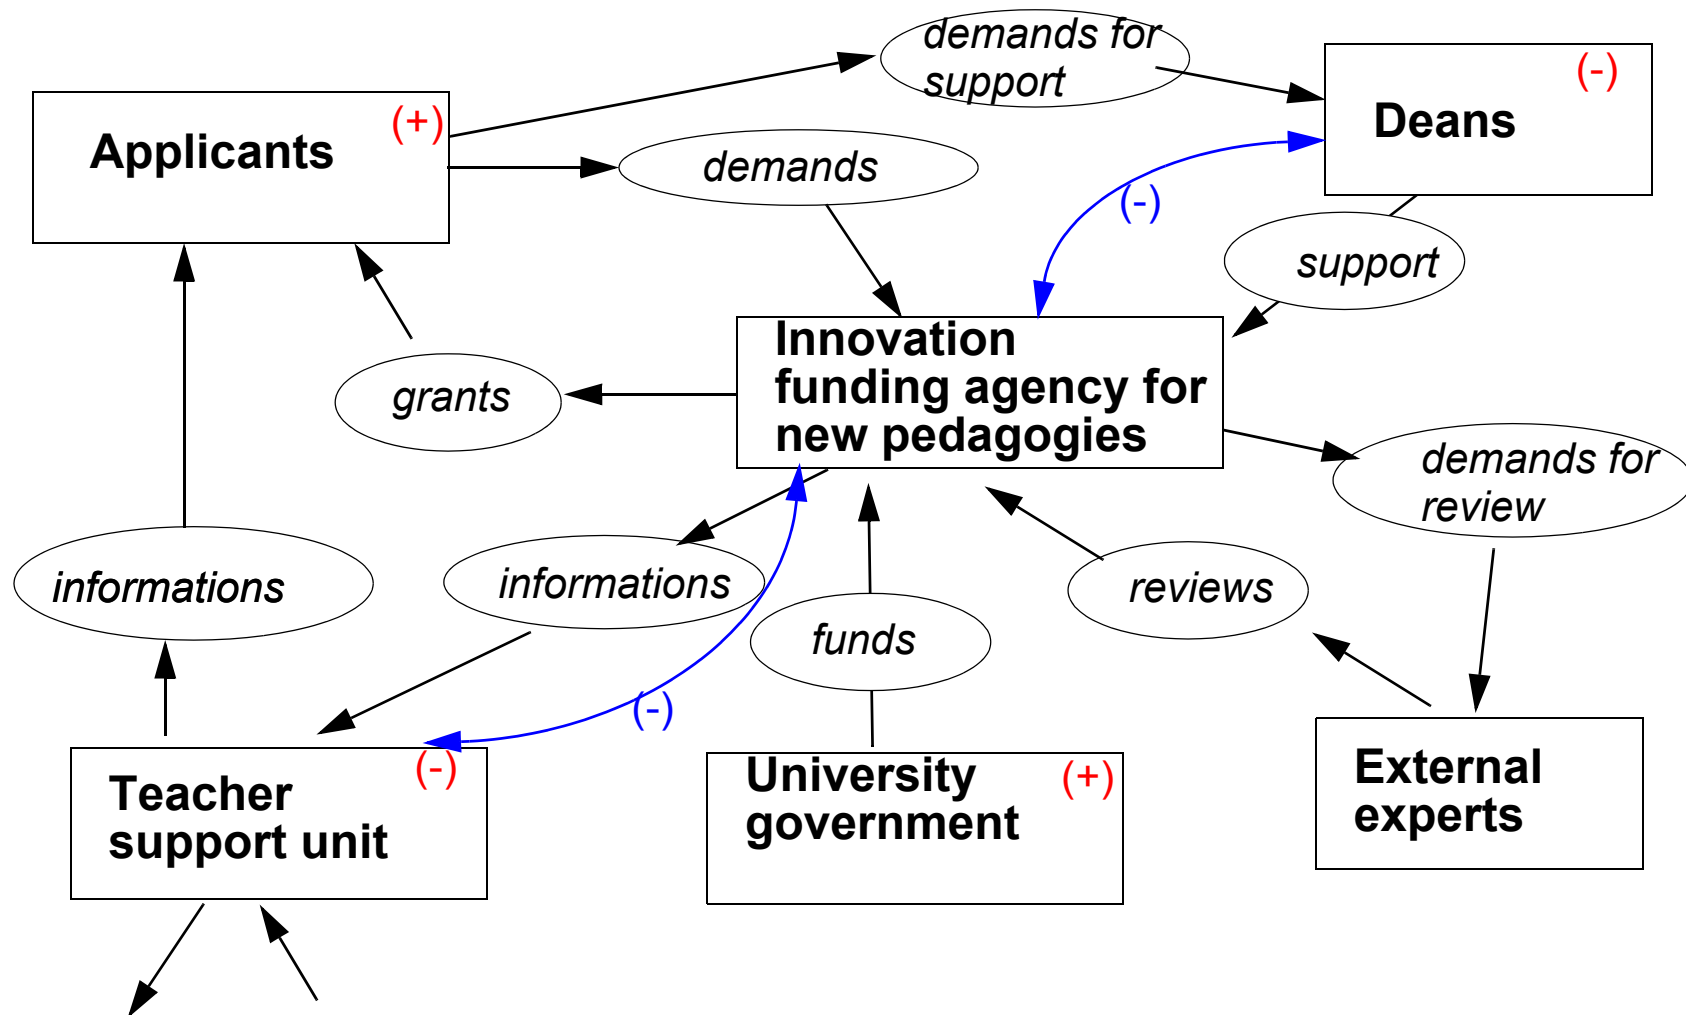 demands for
support
(-)
Deans
(+)
Applicants
demands
(-)
support
Innovation
funding agency for
new pedagogies
grants
demands for
review
informations
informations
reviews
funds
(-)
(-)
Teacher
support unit
University
government
(+)
External
experts